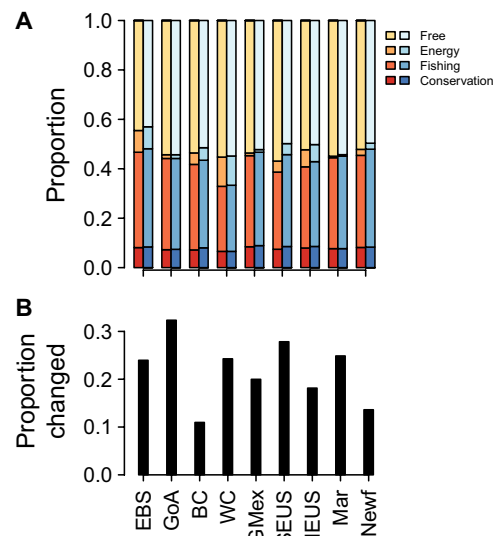 A
Proportion
1.0
0.8
0.6
0.4
0.2
0.0
Free
Energy
Fishing
Conservation
B
Proportion
changed
0.3
0.2
0.1
0.0
EBS
GoA
BC
WC
GMex
SEUS
NEUS
Mar
Newf